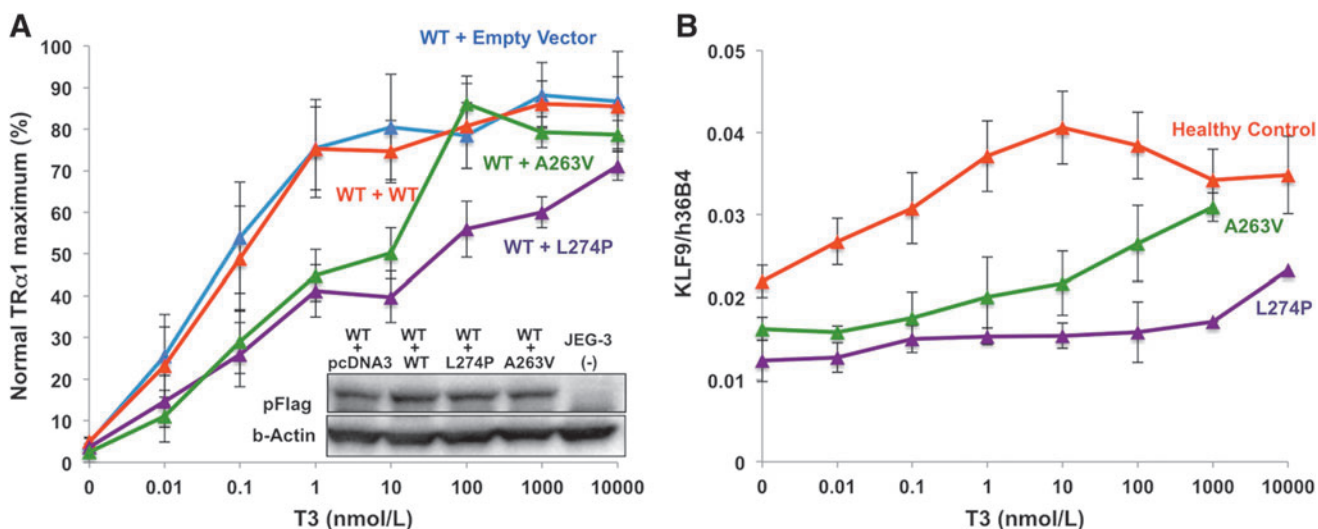 A
Normal TRα1 maximum (%)
100
90
80
70
60
50
40
30
20
10
0
WT + Empty Vector
WT + WT
WT + A263V
WT + L274P
WT + pcDNA3
WT + WT
WT + L274P
WT + A263V
JEG-3 (-)
pFlag
b-Actin
0 0.01 0.1 1 10 100 1000 10000
T3 (nmol/L)
B
KLF9/h36B4
0.05
0.04
0.03
0.02
0.01
0
Healthy Control
A263V
L274P
0 0.01 0.1 1 10 100 1000 10000
T3 (nmol/L)